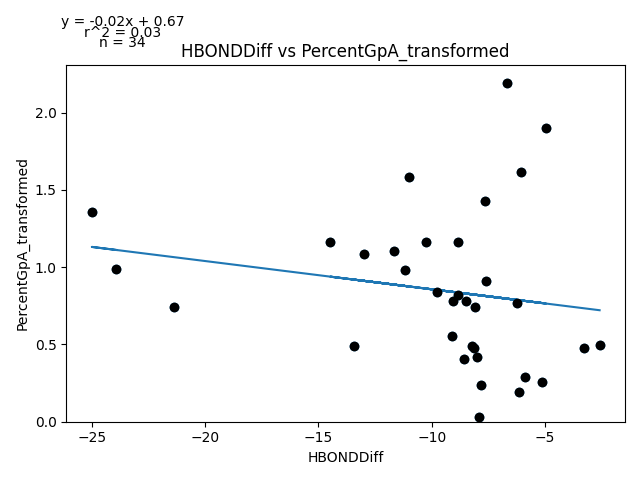 y = -0.02x + 0.67
r^2 = 0.03
n = 34
HBONDDiff vs PercentGpA_transformed
PercentGpA_transformed
2.0
1.5
1.0
0.5
0.0
−25
−20
−15
−10
−5
HBONDDiff